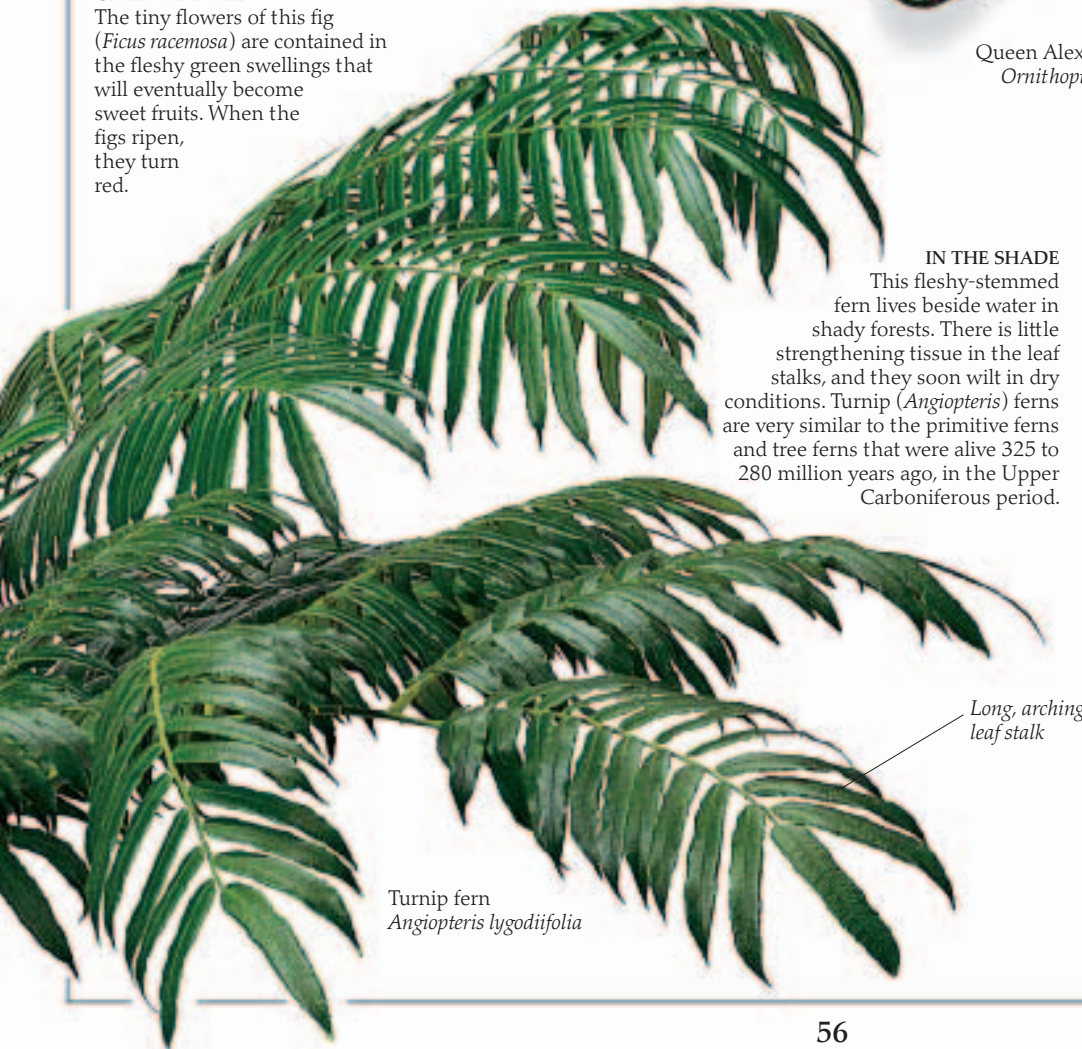 The tiny flowers of this fig
(Ficus racemosa) are contained in
the fleshy green swellings that
will eventually become
sweet fruits. When the
figs ripen,
they turn
red.
Queen Alex
Ornithop
IN THE SHADE
This fleshy-stemmed
fern lives beside water in
shady forests. There is little
strengthening tissue in the leaf
stalks, and they soon wilt in dry
conditions. Turnip (Angiopteris) ferns
are very similar to the primitive ferns
and tree ferns that were alive 325 to
280 million years ago, in the Upper
Carboniferous period.
Long, arching
leaf stalk
Turnip fern
Angiopteris lygodiifolia
56